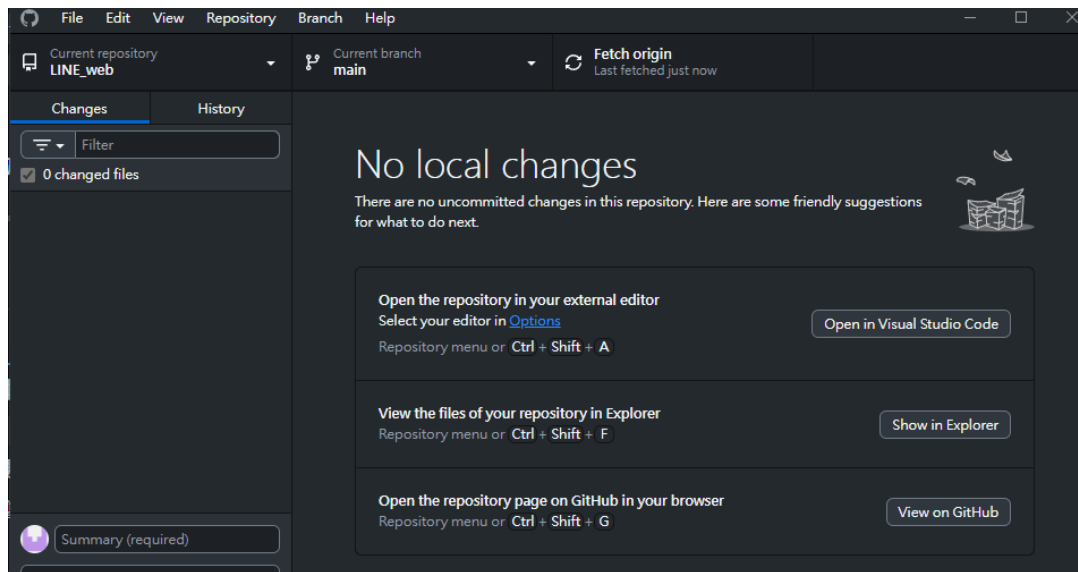 File Edit View Repository Branch Help
Current repository
LINE_web
Current branch
main
Fetch origin
Last fetched just now
Changes History
Filter
0 changed files
No local changes
There are no uncommitted changes in this repository. Here are some friendly suggestions
for what to do next.
Open the repository in your external editor
Select your editor in Options
Repository menu or Ctrl + Shift + A
Open in Visual Studio Code
View the files of your repository in Explorer
Repository menu or Ctrl + Shift + F
Show in Explorer
Open the repository page on GitHub in your browser
Repository menu or Ctrl + Shift + G
View on GitHub
Summary (required)